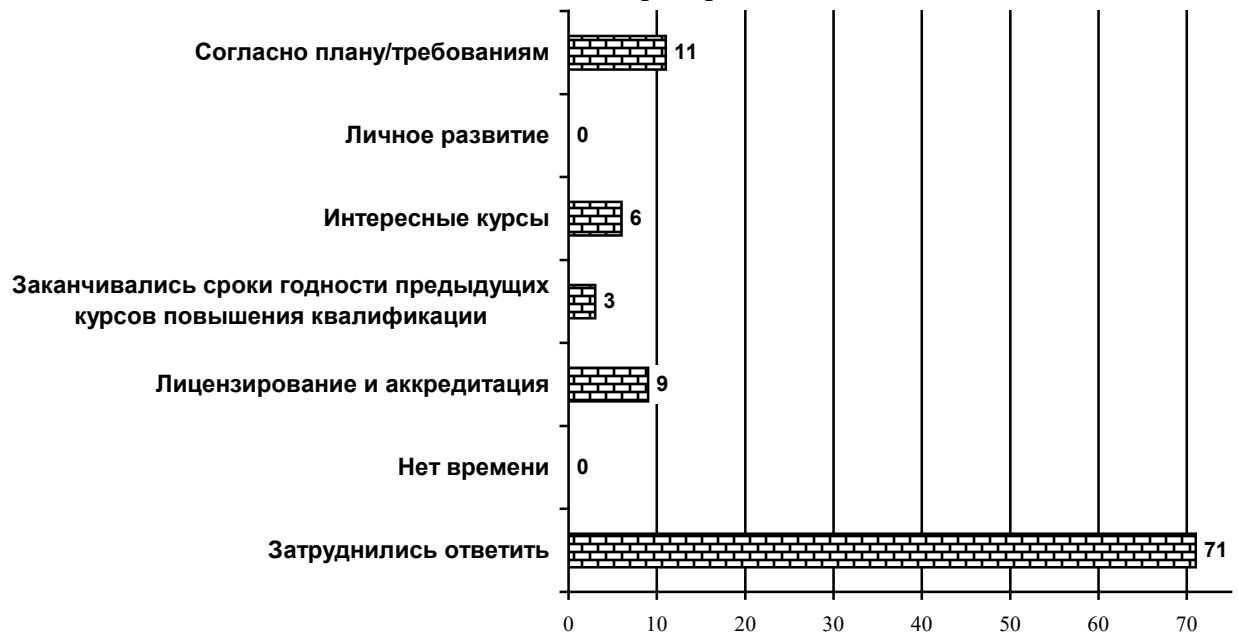 Согласно плану/требованиям 11
Личное развитие 0
Интересные курсы 6
Заканчивались сроки годности предыдущих
курсов повышения квалификации 3
Лицензирование и аккредитация 9
Нет времени 0
Затруднились ответить 71
0 10 20 30 40 50 60 70